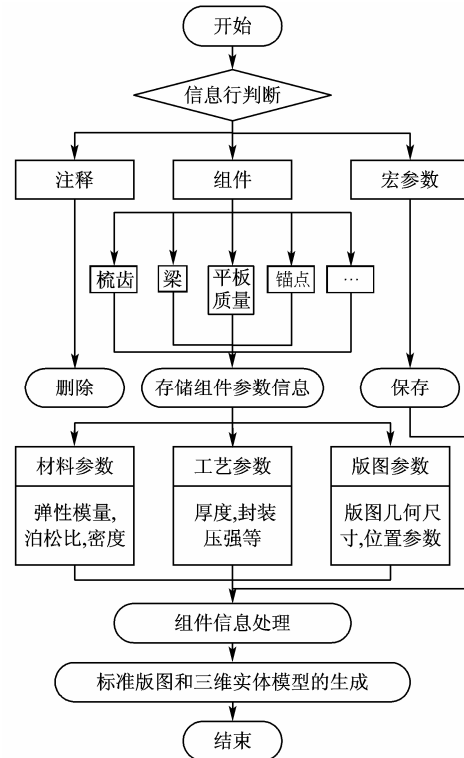 开始
信息行判断
注释
组件
宏参数
梳齿
梁
平板
质量
锚点
…
删除
存储组件参数信息
保存
材料参数
工艺参数
版图参数
弹性模量,
泊松比,密度
厚度,封装
压强等
版图几何尺
寸,位置参数
组件信息处理
标准版图和三维实体模型的生成
结束